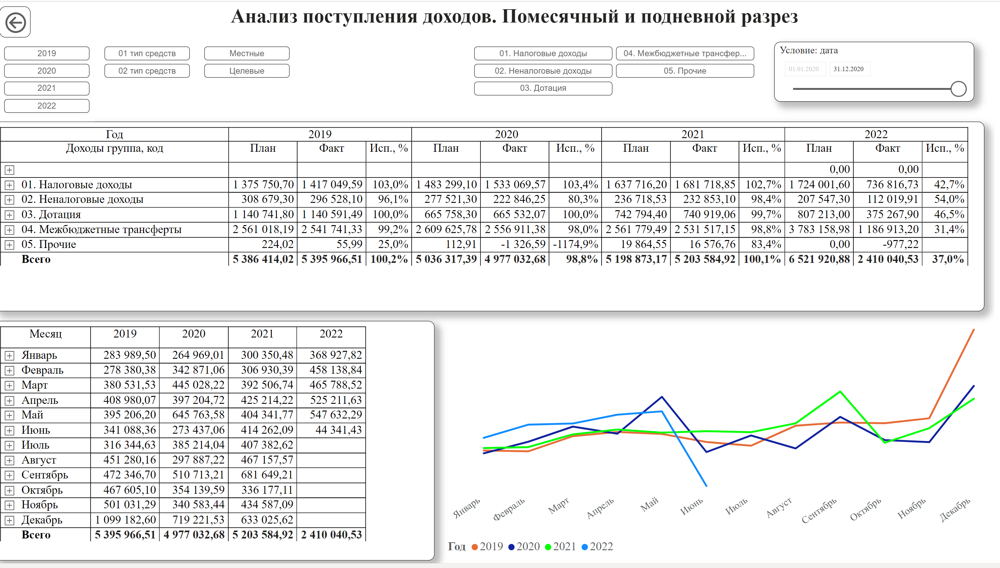 Анализ поступления доходов. Помесячный и подневной разрез
2019 01 тип средств Местные 01. Налоговые доходы 04. Межбюджетные трансфер... Условие: дата
2020 02 тип средств Целевые 02. Неналоговые доходы 05. Прочие 01.01.2020 31.12.2020
2021 03. Дотация
2022
Год 2019 2020 2021 2022
Доходы группа, код План Факт Исп., % План Факт Исп., % План Факт Исп., % План Факт Исп., %
0,00 0,00
01. Налоговые доходы 1 375 750,70 1 417 049,59 103,0% 1 483 299,10 1 533 069,57 103,4% 1 637 716,20 1 681 718,85 102,7% 1 724 001,60 736 816,73 42,7%
02. Неналоговые доходы 308 679,30 296 528,10 96,1% 277 521,30 222 846,25 80,3% 236 718,53 232 853,10 98,4% 207 547,30 112 019,91 54,0%
03. Дотация 1 140 741,80 1 140 591,49 100,0% 665 758,30 665 532,07 100,0% 742 794,40 740 919,06 99,7% 807 213,00 375 267,90 46,5%
04. Межбюджетные трансферты 2 561 018,19 2 541 741,33 99,2% 2 609 625,78 2 556 911,38 98,0% 2 561 779,49 2 531 517,15 98,8% 3 783 158,98 1 186 913,20 31,4%
05. Прочие 224,02 55,99 25,0% 112,91 -1 326,59 -1174,9% 19 864,55 16 576,76 83,4% 0,00 -977,22
Всего 5 386 414,02 5 395 966,51 100,2% 5 036 317,39 4 977 032,68 98,8% 5 198 873,17 5 203 584,92 100,1% 6 521 920,88 2 410 040,53 37,0%
Месяц 2019 2020 2021 2022
Январь 283 989,50 264 969,01 300 350,48 368 927,82
Февраль 278 380,38 342 871,06 306 930,39 458 138,84
Март 380 531,53 445 028,22 392 506,74 465 788,52
Апрель 408 980,07 397 204,72 425 214,22 525 211,63
Май 395 206,20 645 763,58 404 341,77 547 632,29
Июнь 341 088,36 273 437,06 414 262,09 44 341,43
Июль 316 344,63 385 214,04 407 382,62
Август 451 280,16 297 887,22 467 157,57
Сентябрь 472 346,70 510 713,21 681 649,21
Октябрь 467 605,10 354 139,59 336 177,11
Ноябрь 501 031,29 340 583,44 434 587,09
Декабрь 1 099 182,60 719 221,53 633 025,62
Всего 5 395 966,51 4 977 032,68 5 203 584,92 2 410 040,53
Январь Февраль Март Апрель Май Июнь Июль Август Сентябрь Октябрь Ноябрь Декабрь
Год 2019 2020 2021 2022